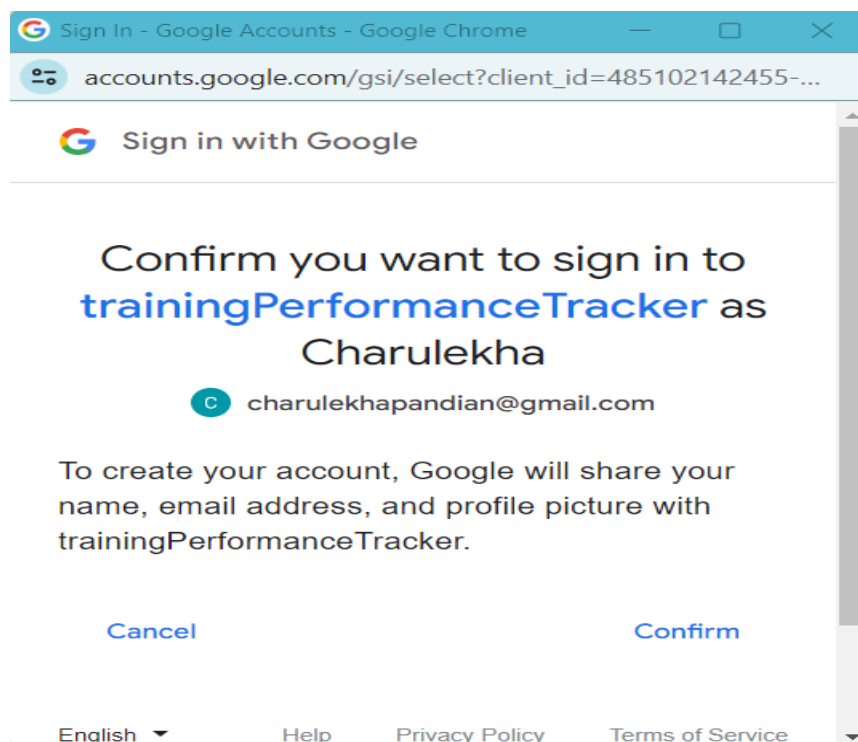 Sign In - Google Accounts - Google Chrome
accounts.google.com/gsi/select?client_id=485102142455-...
Sign in with Google
Confirm you want to sign in to
trainingPerformanceTracker as
Charulekha
C charulekhapandian@gmail.com
To create your account, Google will share your
name, email address, and profile picture with
trainingPerformanceTracker.
Cancel Confirm
English Help Privacy Policy Terms of Service